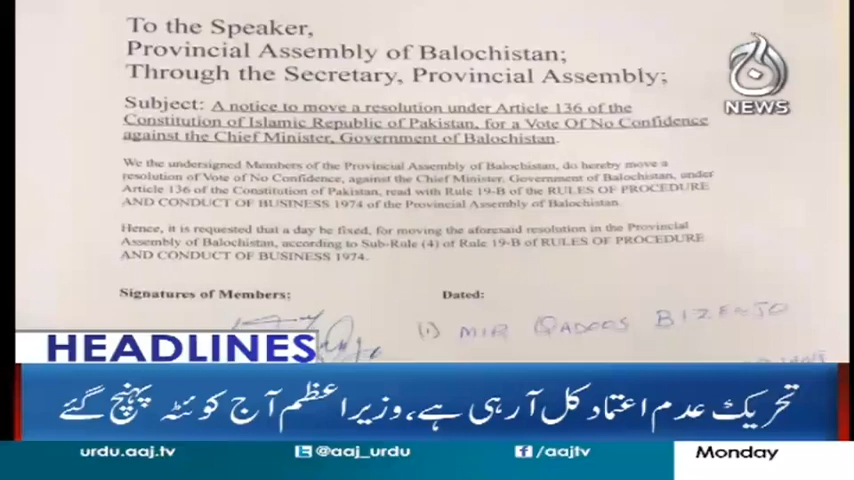 To the Speaker,
Provincial Assembly of Balochistan;
Through the Secretary, Provincial Assembly;
Subject: A notice to move a resolution under Article 136 of the
Constitution of Islamic Republic of Pakistan, for a Vote Of No Confidence
against the Chief Minister, Government of Balochistan.
We the undersigned Members of the Provincial Assembly of Balochistan, do hereby move a
resolution of Vote of No Confidence, against the Chief Minister, Government of Balochistan, under
Article 136 of the Constitution of Pakistan, read with Rule 19-B of the RULES OF PROCEDURE
AND CONDUCT OF BUSINESS 1974 of the Provincial Assembly of Balochistan.
Hence, it is requested that a day be fixed, for moving the aforesaid resolution in the Provincial
Assembly of Balochistan, according to Sub-Rule (4) of Rule 19-B of RULES OF PROCEDURE
AND CONDUCT OF BUSINESS 1974.
Signatures of Members: Dated:
(1) MIR QADOOS BIZENJO
NEWS
HEADLINES
تحریک عدم اعتماد کل آ رہی ہے، وزیراعظم آج کوئٹہ پہنچ گئے
urdu.aaj.tv @aaj_urdu /aajtv Monday